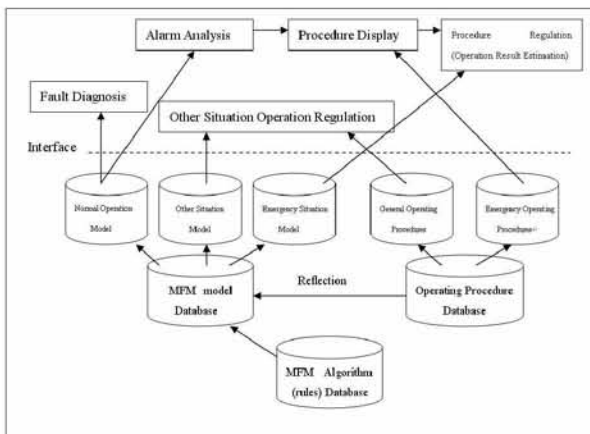 Alarm Analysis
Procedure Display
Procedure Regulation
(Operation Result Estimation)
Fault Diagnosis
Other Situation Operation Regulation
Interface
Normal Operation
Model
Other Situation
Model
Emergency Situation
Model
General Operating
Procedures
Emergency Operating
Procedures
MFM model
Database
Reflection
Operating Procedure
Database
MFM Algorithm
(rules) Database